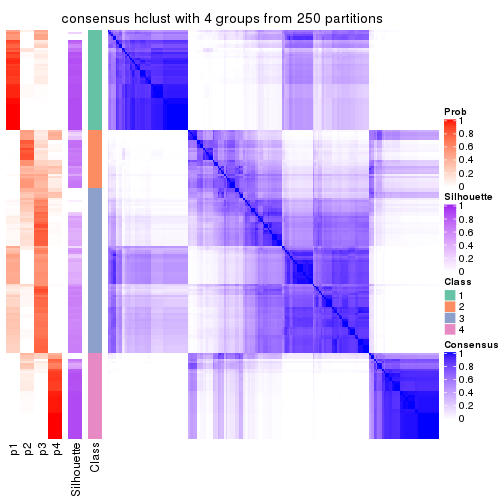 consensus hclust with 4 groups from 250 partitions
Prob
1
0.8
0.6
0.4
0.2
0
Silhouette
1
0.8
0.6
0.4
0.2
0
Class
1
2
3
4
Consensus
1
0.8
0.6
0.4
0.2
0
p1
p2
p3
p4
Silhouette
Class